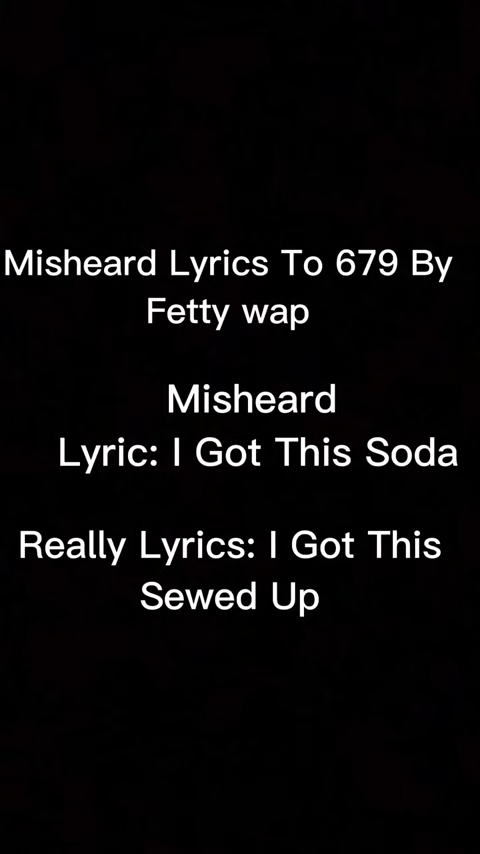 Misheard Lyrics To 679 By
Fetty wap
Misheard
Lyric: I Got This Soda
Really Lyrics: I Got This
Sewed Up